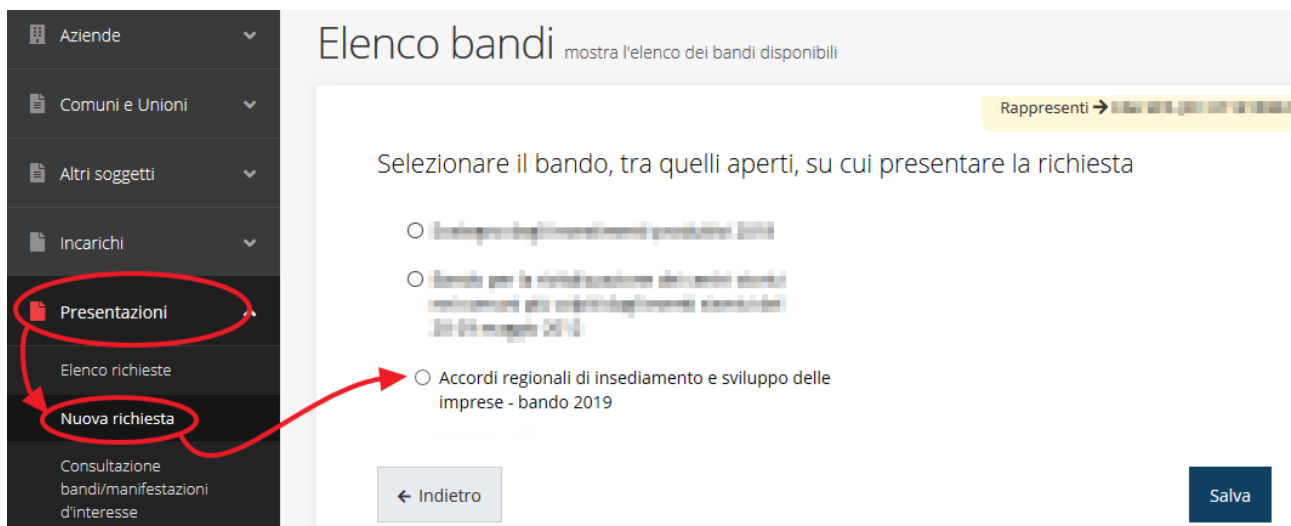 Aziende
Comuni e Unioni
Altri soggetti
Incarichi
Presentazioni
Elenco richieste
Nuova richiesta
Consultazione
bandi/manifestazioni
d'interesse
Elenco bandi mostra l'elenco dei bandi disponibili
Rappresenti →
Selezionare il bando, tra quelli aperti, su cui presentare la richiesta
Accordi regionali di insediamento e sviluppo delle
imprese - bando 2019
← Indietro
Salva